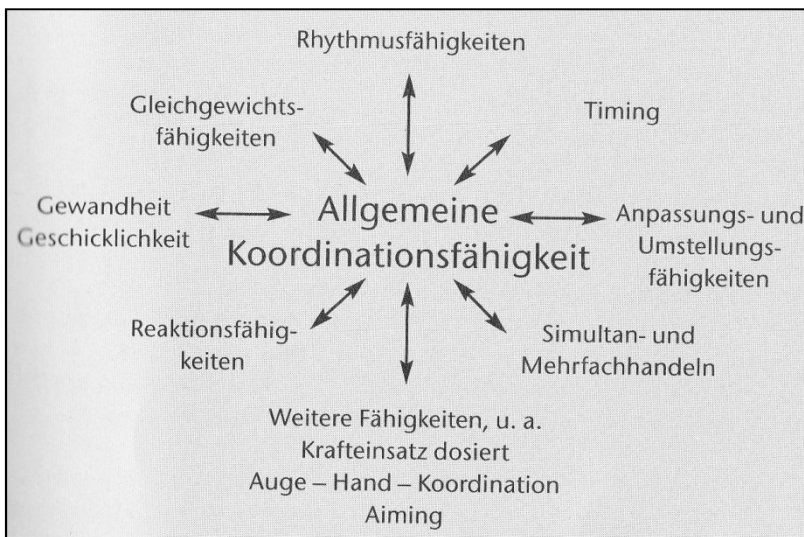 Rhythmusfähigkeiten
Gleichgewichts-
fähigkeiten
Timing
Gewandheit
Geschicklichkeit
Allgemeine
Koordinationsfähigkeit
Anpassungs- und
Umstellungs-
fähigkeiten
Reaktionsfähig-
keiten
Simultan- und
Mehrfachhandeln
Weitere Fähigkeiten, u. a.
Krafteinsatz dosiert
Auge – Hand – Koordination
Aiming